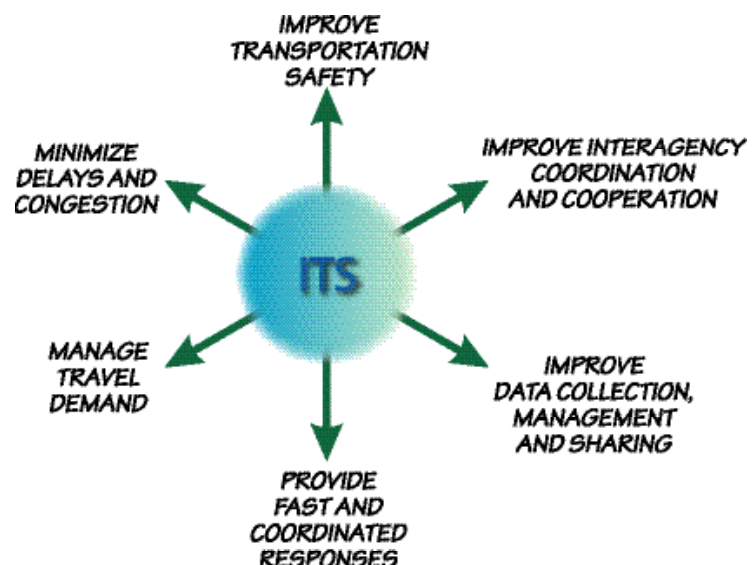 IMPROVE
TRANSPORTATION
SAFETY
MINIMIZE
DELAYS AND
CONGESTION
IMPROVE INTERAGENCY
COORDINATION
AND COOPERATION
ITS
MANAGE
TRAVEL
DEMAND
IMPROVE
DATA COLLECTION,
MANAGEMENT
AND SHARING
PROVIDE
FAST AND
COORDINATED
RESPONSES